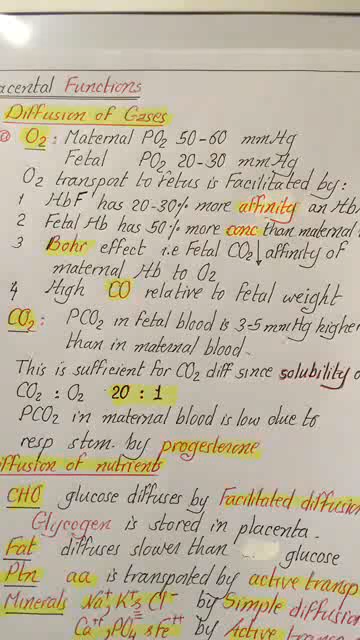 acental Functions
Diffusion of Gases
@ O2 : Maternal PO2 50-60 mmHg
Fetal PO2 20-30 mmHg
O2 transport to Fetus is Facilitated by:
1 HbF has 20-30% more affinity an Hb-
2 Fetal Hb has 50% more conc than maternal
3 Bohr effect i.e Fetal CO2 ↓ affinity of
maternal Hb to O2
4 High CO relative to Fetal weight
CO2 : PCO2 in Fetal blood is 3-5 mmHg higher
than in maternal blood.
This is sufficient for CO2 diff since solubility o
CO2 : O2 20 : 1
PCO2 in maternal blood is low due to
resp stem. by progesterone
iffusion of nutrients
CHO glucose diffuses by Facilitated diffusion
Glycogen is stored in placenta.
Fat diffuses slower than glucose
Ptn aa is transported by active transp
Minerals Na+, K+ & Cl- by Simple diffusion
Ca++, PO4 & Fe++ by Active trans